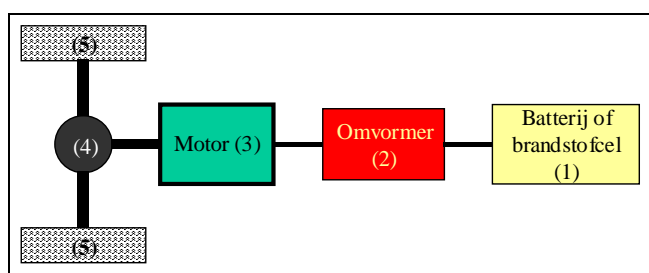 (5)
(4)
Motor (3)
Omvormer
(2)
Batterij of
brandstofcel
(1)
(5)